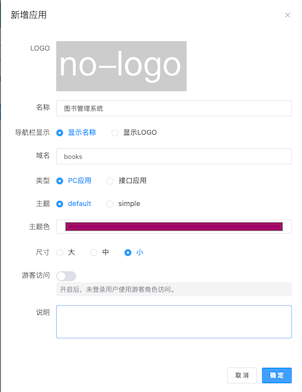 新增应用
LOGO
no-logo
名称 图书管理系统
导航栏显示 显示名称 显示LOGO
域名 books
类型 PC应用 接口应用
主题 default simple
主题色
尺寸 大 中 小
游客访问
开启后，未登录用户使用游客角色访问。
说明
取消 确定